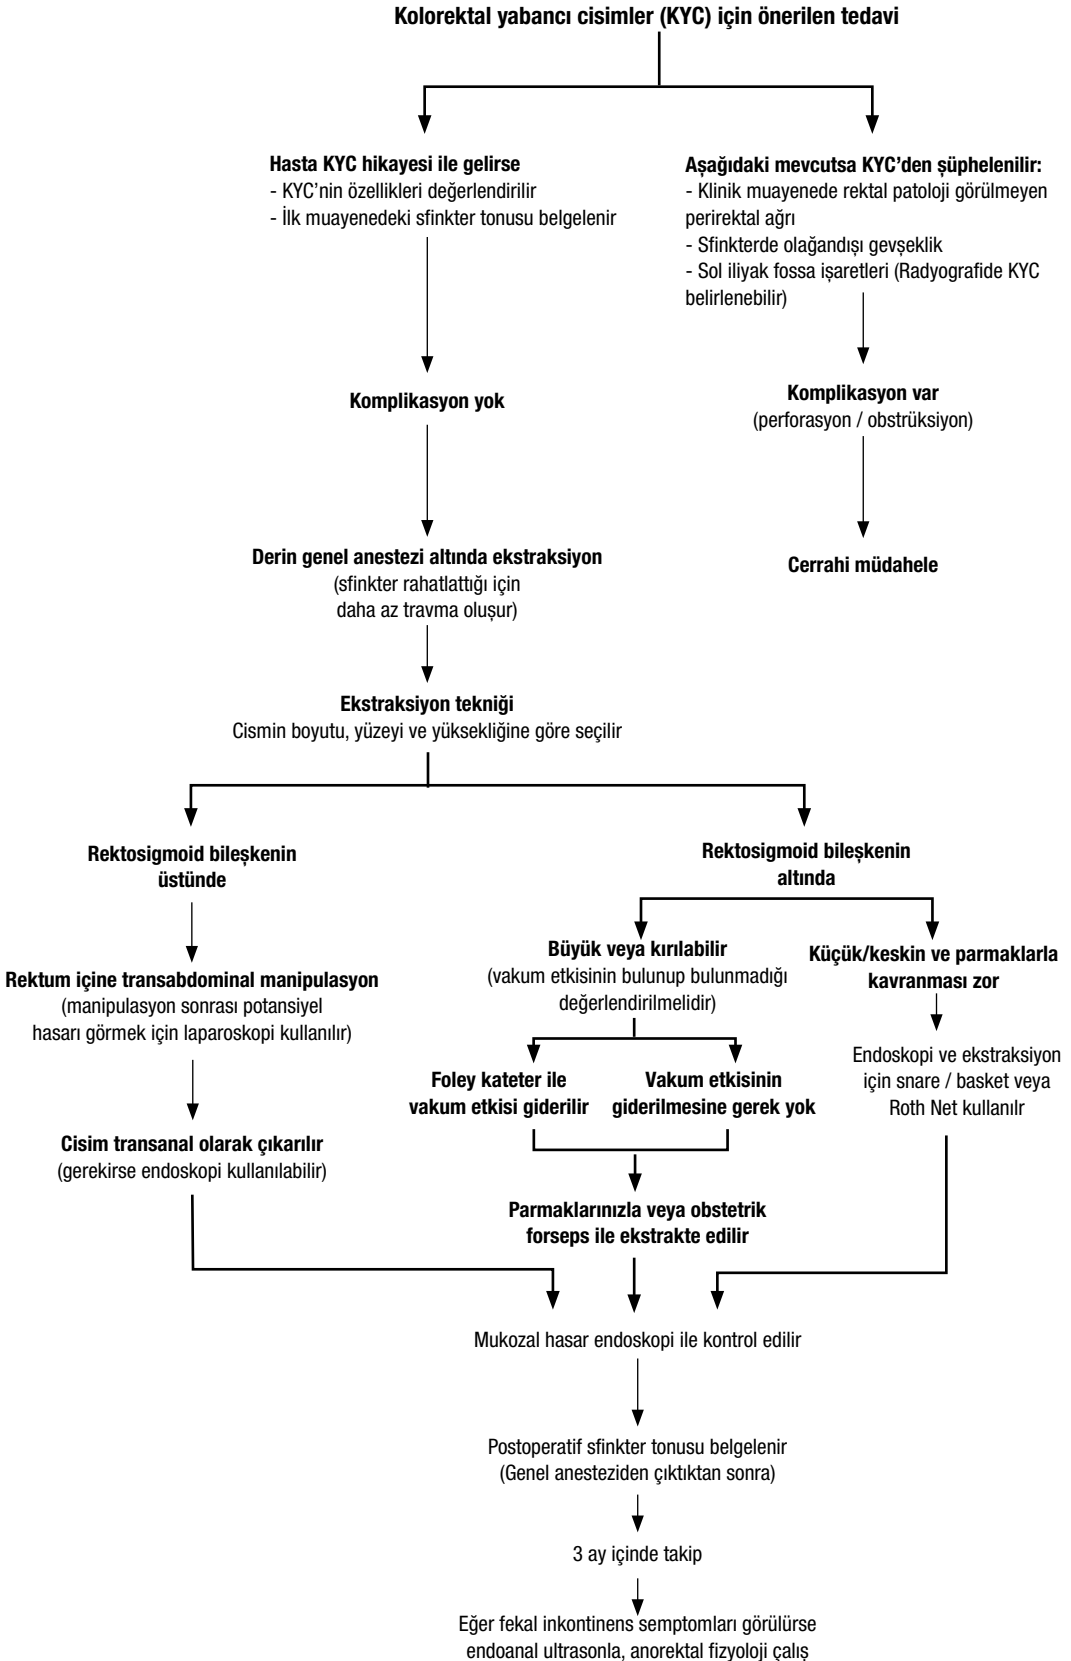 Kolorektal yabancı cisimler (KYC) için önerilen tedavi
Hasta KYC hikayesi ile gelirse
- KYC'nin özellikleri değerlendirilir
- İlk muayenedeki sfinkter tonusu belgelenir
Aşağıdaki mevcutsa KYC'den şüphelenilir:
- Klinik muayenede rektal patoloji görülmeyen
perirektal ağrı
- Sfinkterde olağandışı gevşeklik
- Sol iliyak fossa işaretleri (Radyografide KYC
belirlenebilir)
Komplikasyon yok
Komplikasyon var
(perforasyon / obstrüksiyon)
Derin genel anestezi altında ekstraksiyon
(sfinkter rahatlattığı için
daha az travma oluşur)
Cerrahi müdahele
Ekstraksiyon tekniği
Cismin boyutu, yüzeyi ve yüksekliğine göre seçilir
Rektosigmoid bileşkenin
üstünde
Rektosigmoid bileşkenin
altında
Rektum içine transabdominal manipulasyon
(manipulasyon sonrası potansiyel
hasarı görmek için laparoskopi kullanılır)
Büyük veya kırılabilir
(vakum etkisinin bulunup bulunmadığı
değerlendirilmelidir)
Küçük/keskin ve parmaklarla
kavranması zor
Foley kateter ile
vakum etkisi giderilir
Vakum etkisinin
giderilmesine gerek yok
Endoskopi ve ekstraksiyon
için snare / basket veya
Roth Net kullanılr
Cisim transanal olarak çıkarılır
(gerekirse endoskopi kullanılabilir)
Parmaklarınızla veya obstetrik
forseps ile ekstrakte edilir
Mukozal hasar endoskopi ile kontrol edilir
Postoperatif sfinkter tonusu belgelenir
(Genel anesteziden çıktıktan sonra)
3 ay içinde takip
Eğer fekal inkontinens semptomları görülürse
endoanal ultrasonla, anorektal fizyoloji çalış